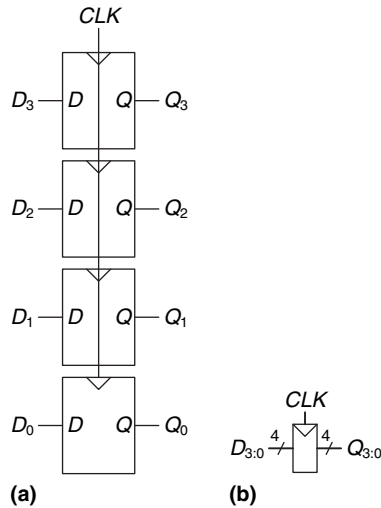 CLK
D₃ D Q Q₃
D₂ D Q Q₂
D₁ D Q Q₁
D₀ D Q Q₀
(a)
CLK
D₃:₀ 4 4 Q₃:₀
(b)